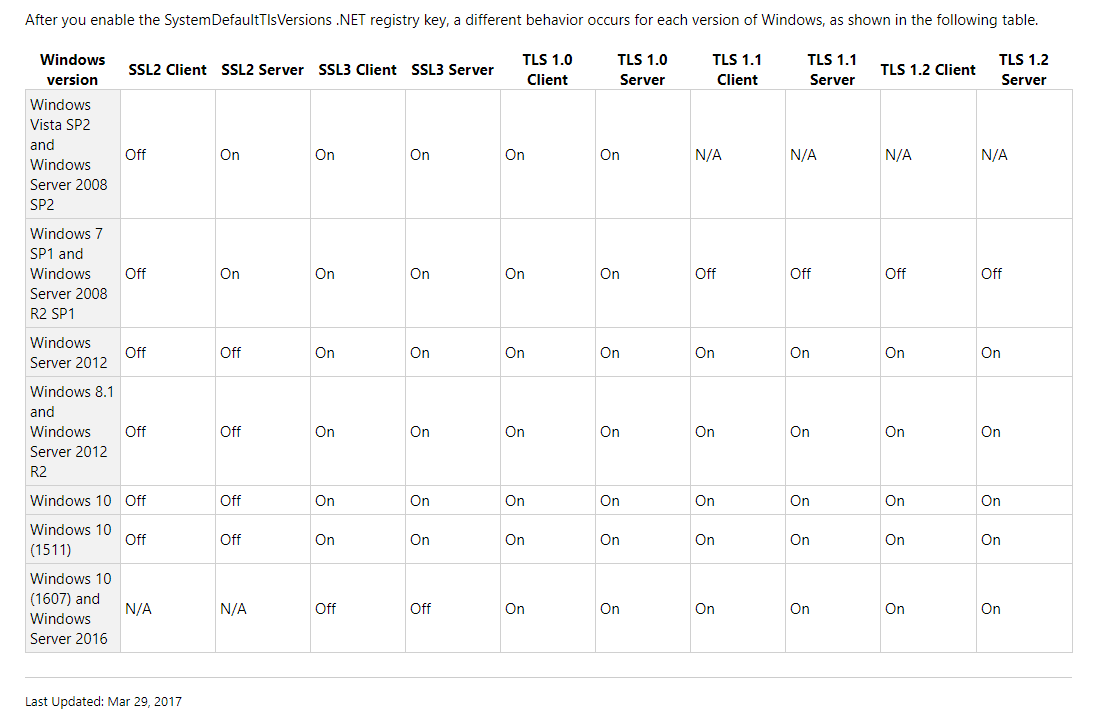 After you enable the SystemDefaultTlsVersions .NET registry key, a different behavior occurs for each version of Windows, as shown in the following table.
Windows version SSL2 Client SSL2 Server SSL3 Client SSL3 Server TLS 1.0 Client TLS 1.0 Server TLS 1.1 Client TLS 1.1 Server TLS 1.2 Client TLS 1.2 Server
Windows Vista SP2 and Windows Server 2008 SP2 Off On On On On On N/A N/A N/A N/A
Windows 7 SP1 and Windows Server 2008 R2 SP1 Off On On On On On Off Off Off Off
Windows Server 2012 Off Off On On On On On On On On
Windows 8.1 and Windows Server 2012 R2 Off Off On On On On On On On On
Windows 10 Off Off On On On On On On On On
Windows 10 (1511) Off Off On On On On On On On On
Windows 10 (1607) and Windows Server 2016 N/A N/A Off Off On On On On On On
Last Updated: Mar 29, 2017